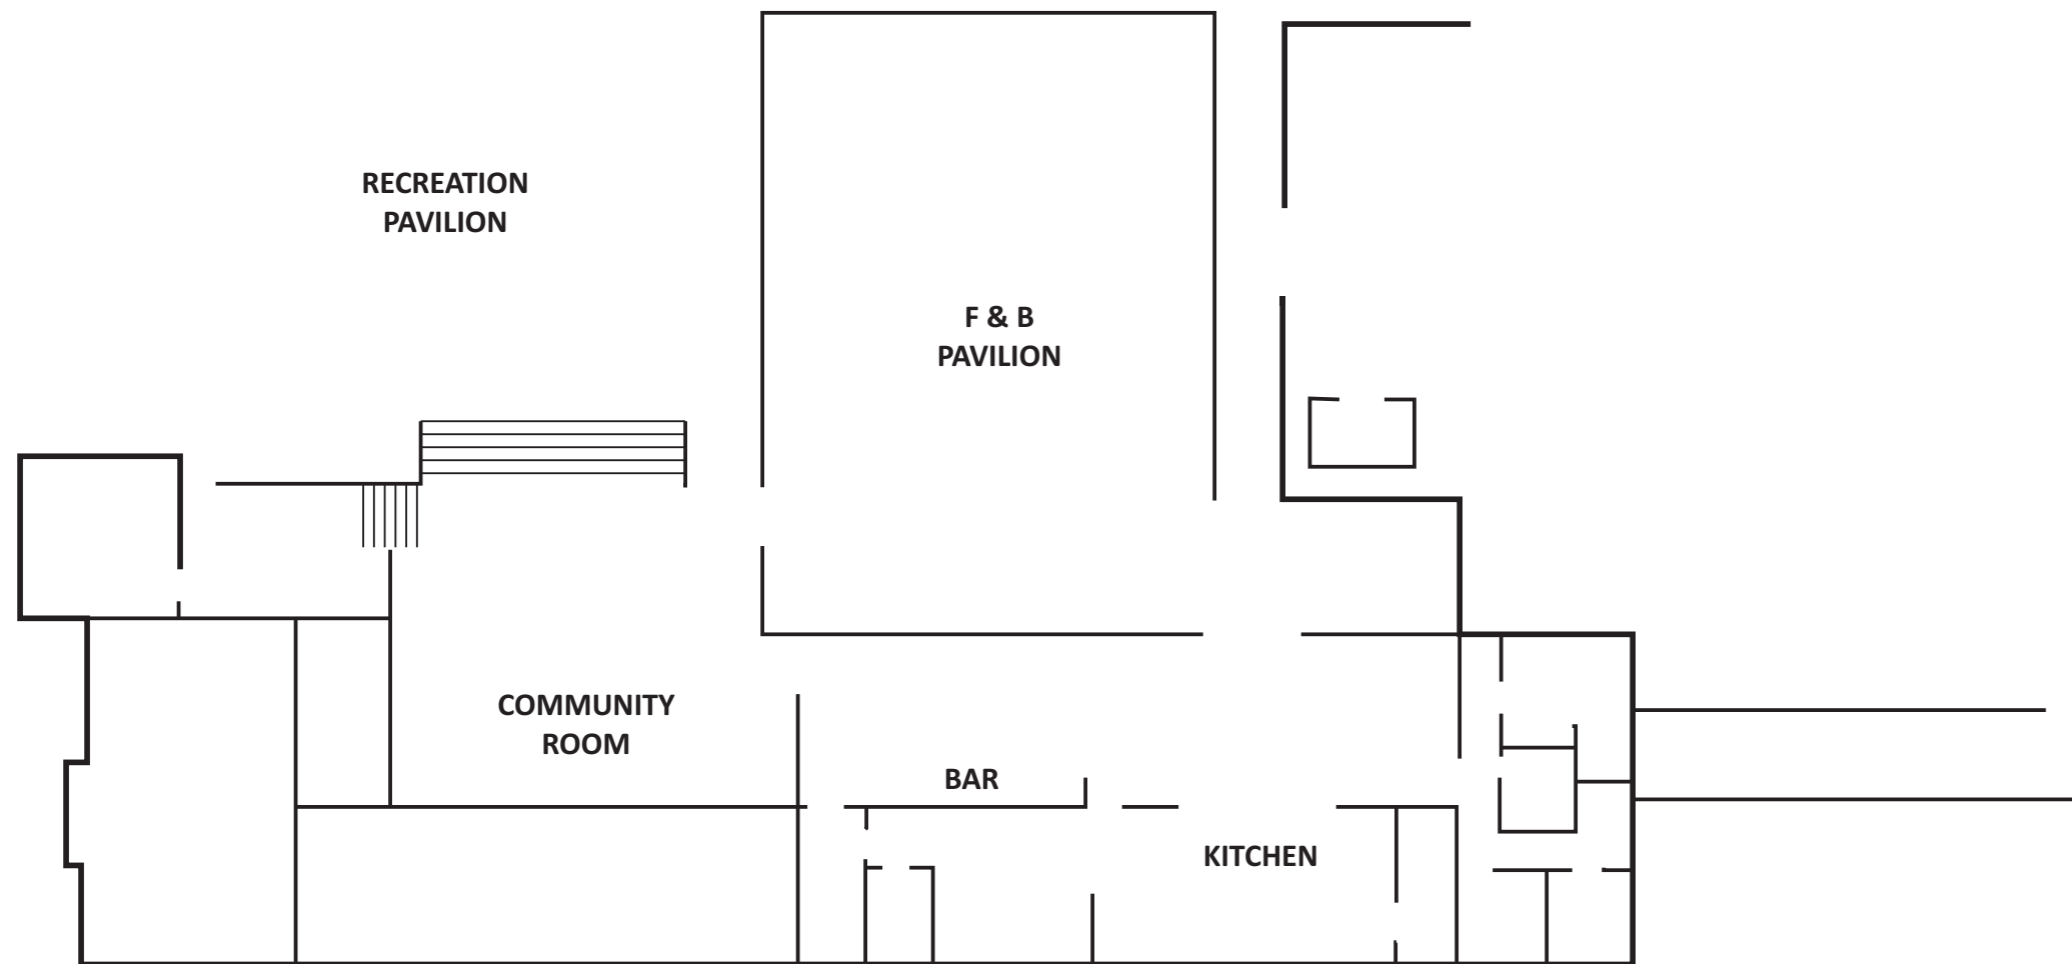 RECREATION
PAVILION
F & B
PAVILION
COMMUNITY
ROOM
BAR
KITCHEN